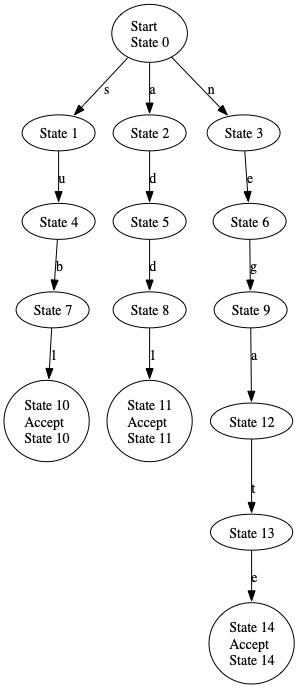 Start
State 0
s
a
n
State 1
State 2
State 3
u
d
e
State 4
State 5
State 6
b
d
g
State 7
State 8
State 9
l
l
a
State 10
Accept
State 10
State 11
Accept
State 11
State 12
t
State 13
e
State 14
Accept
State 14